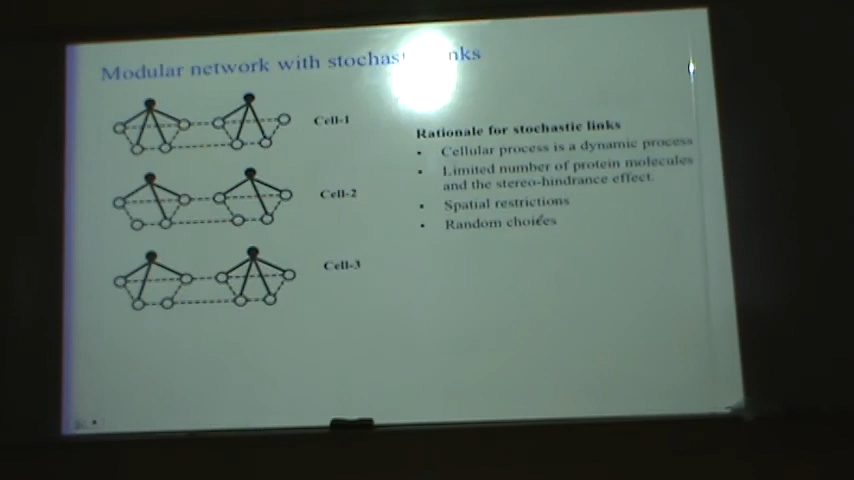 Modular network with stochas nks
Cell-1
Cell-2
Cell-3
Rationale for stochastic links
• Cellular process is a dynamic process
• Limited number of protein molecules
and the stereo-hindrance effect.
• Spatial restrictions
• Random choices